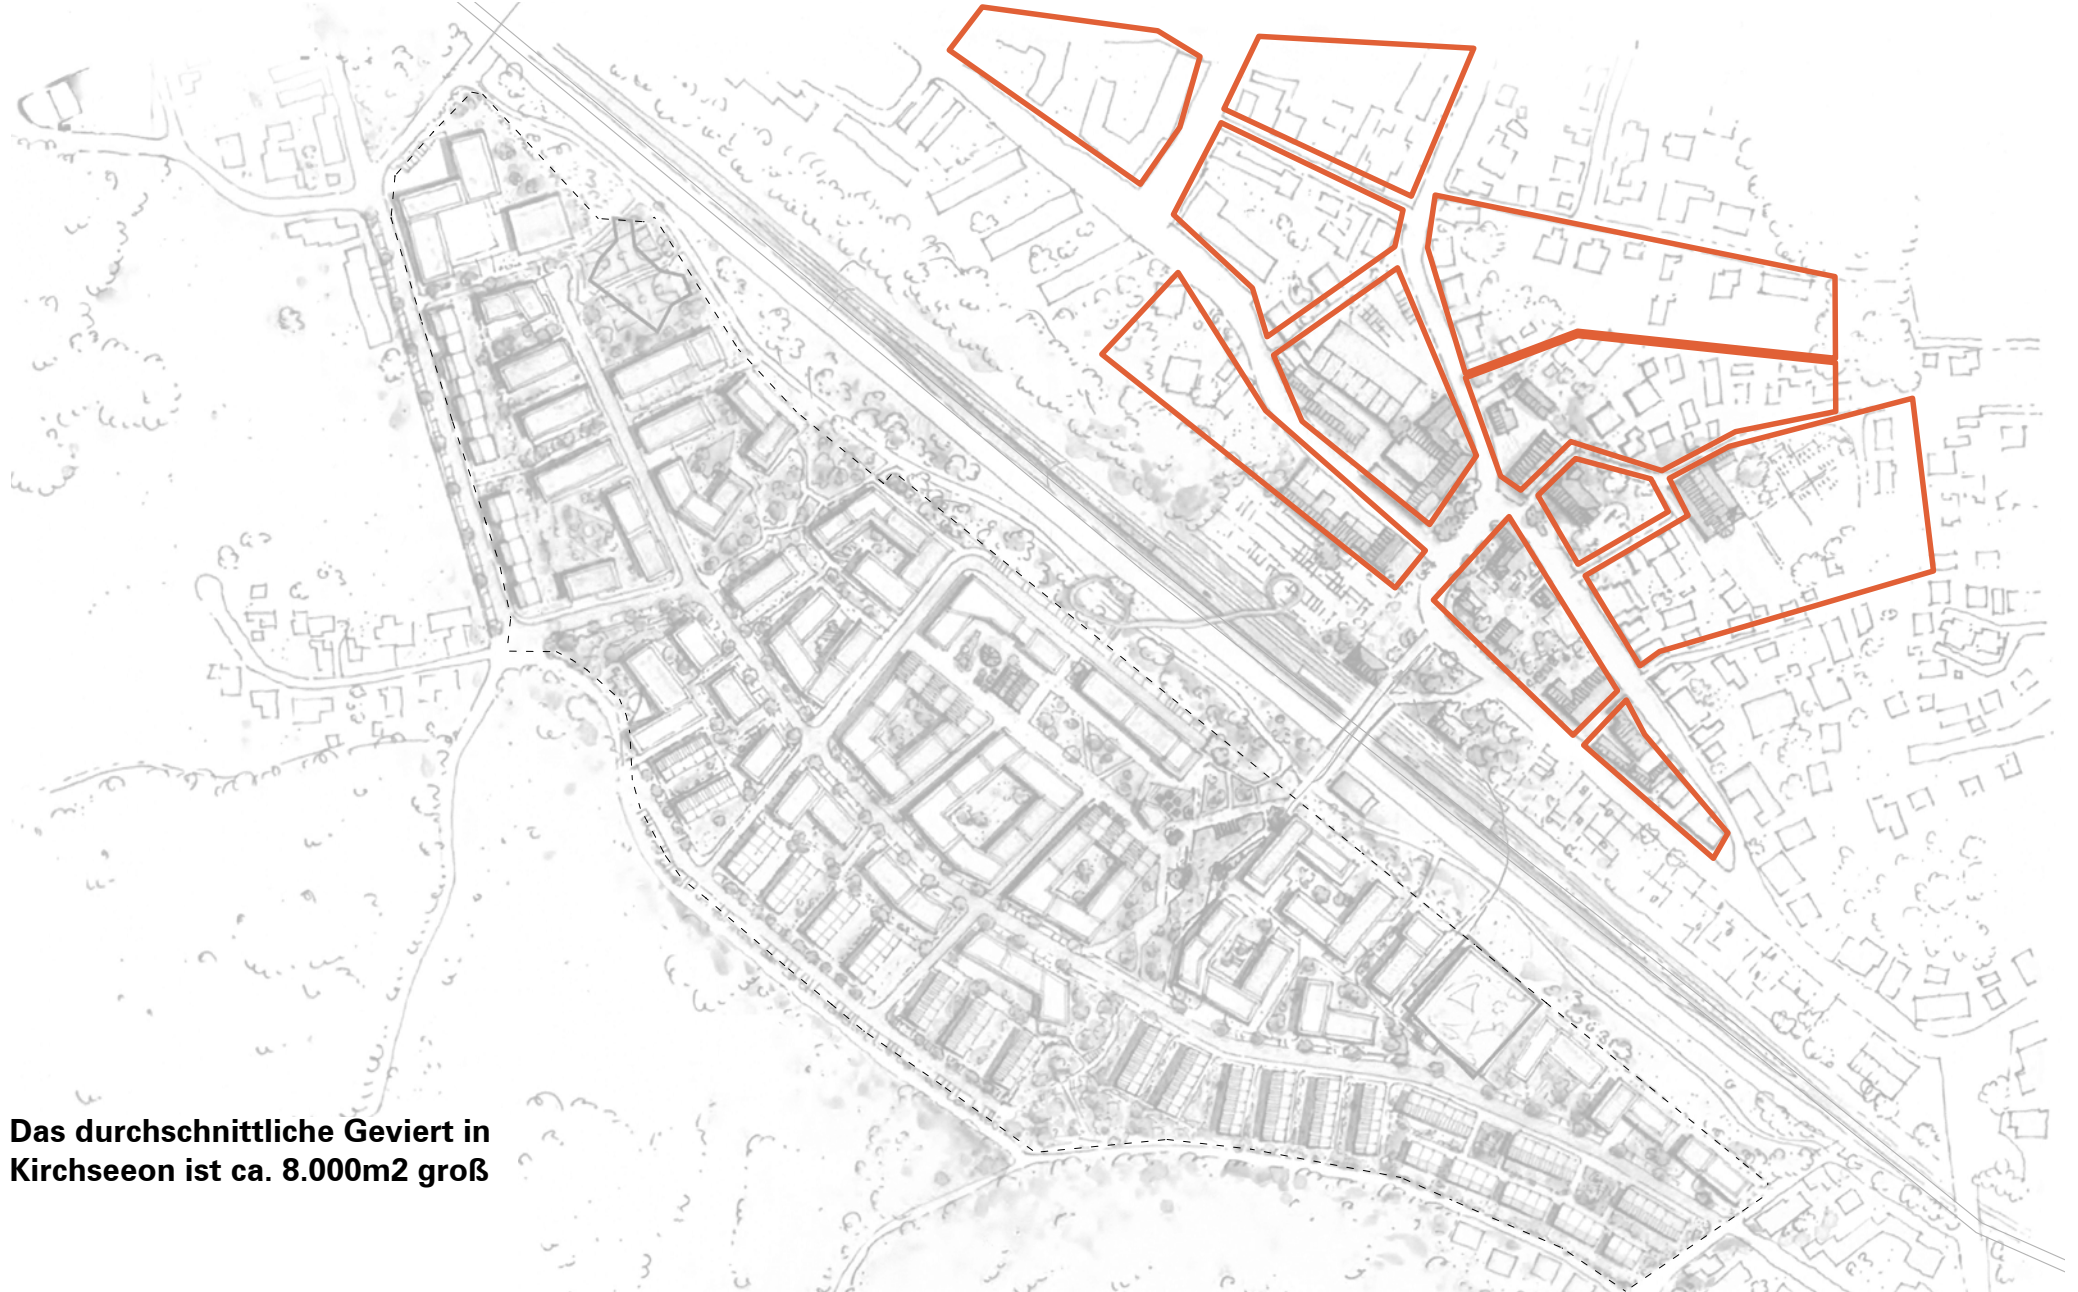 Das durchschnittliche Geviert in
Kirchseeon ist ca. 8.000m2 groß